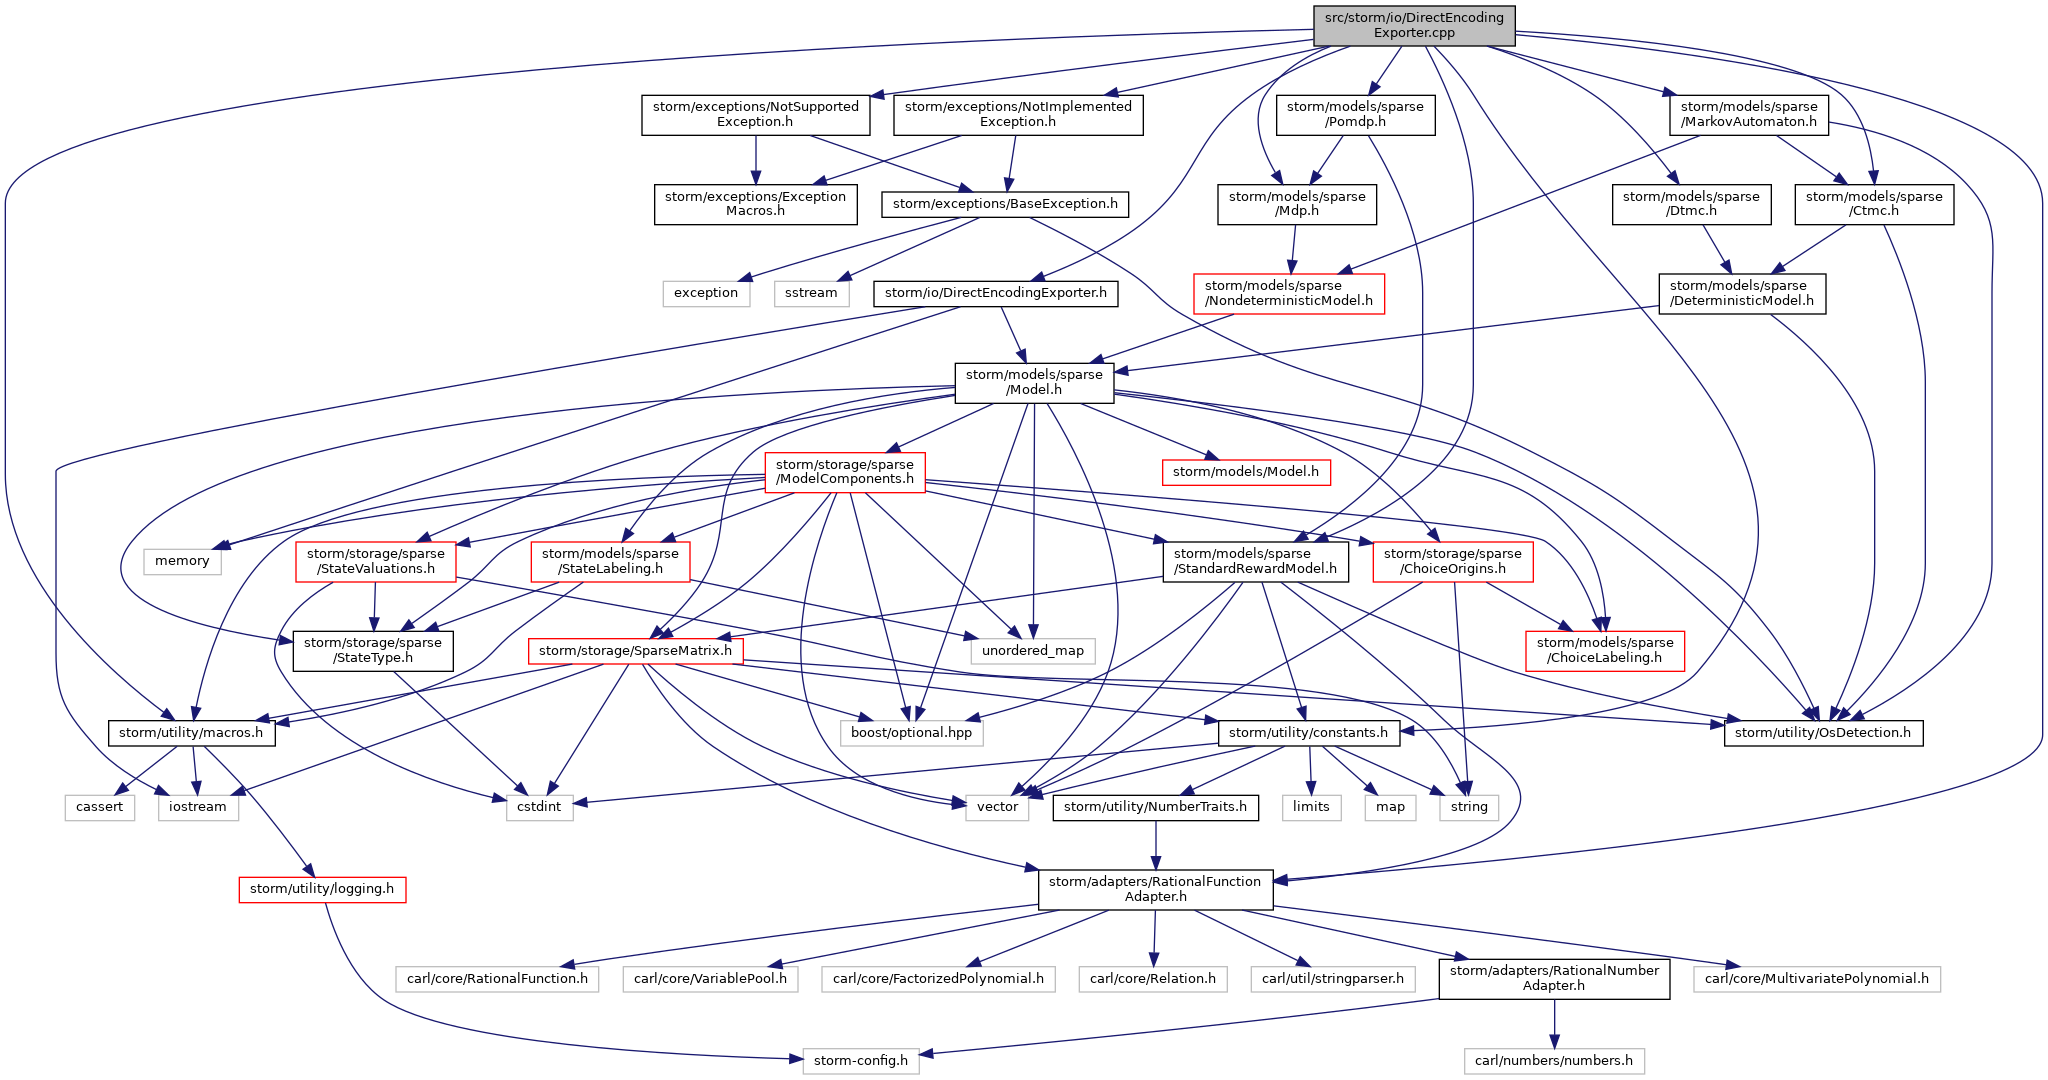 src/storm/io/DirectEncoding
Exporter.cpp
storm/exceptions/NotSupported
Exception.h
storm/exceptions/NotImplemented
Exception.h
storm/models/sparse
/Pomdp.h
storm/models/sparse
/MarkovAutomaton.h
storm/exceptions/Exception
Macros.h
storm/exceptions/BaseException.h
storm/models/sparse
/Mdp.h
storm/models/sparse
/Dtmc.h
storm/models/sparse
/Ctmc.h
exception
sstream
storm/io/DirectEncodingExporter.h
storm/models/sparse
/NondeterministicModel.h
storm/models/sparse
/DeterministicModel.h
storm/models/sparse
/Model.h
storm/storage/sparse
/ModelComponents.h
storm/models/Model.h
memory
storm/storage/sparse
/StateValuations.h
storm/models/sparse
/StateLabeling.h
storm/models/sparse
/StandardRewardModel.h
storm/storage/sparse
/ChoiceOrigins.h
storm/storage/sparse
/StateType.h
storm/storage/SparseMatrix.h
unordered_map
storm/models/sparse
/ChoiceLabeling.h
storm/utility/macros.h
boost/optional.hpp
storm/utility/constants.h
storm/utility/OsDetection.h
cassert
iostream
cstdint
vector
storm/utility/NumberTraits.h
limits
map
string
storm/utility/logging.h
storm/adapters/RationalFunction
Adapter.h
carl/core/RationalFunction.h
carl/core/VariablePool.h
carl/core/FactorizedPolynomial.h
carl/core/Relation.h
carl/util/stringparser.h
storm/adapters/RationalNumber
Adapter.h
carl/core/MultivariatePolynomial.h
storm-config.h
carl/numbers/numbers.h